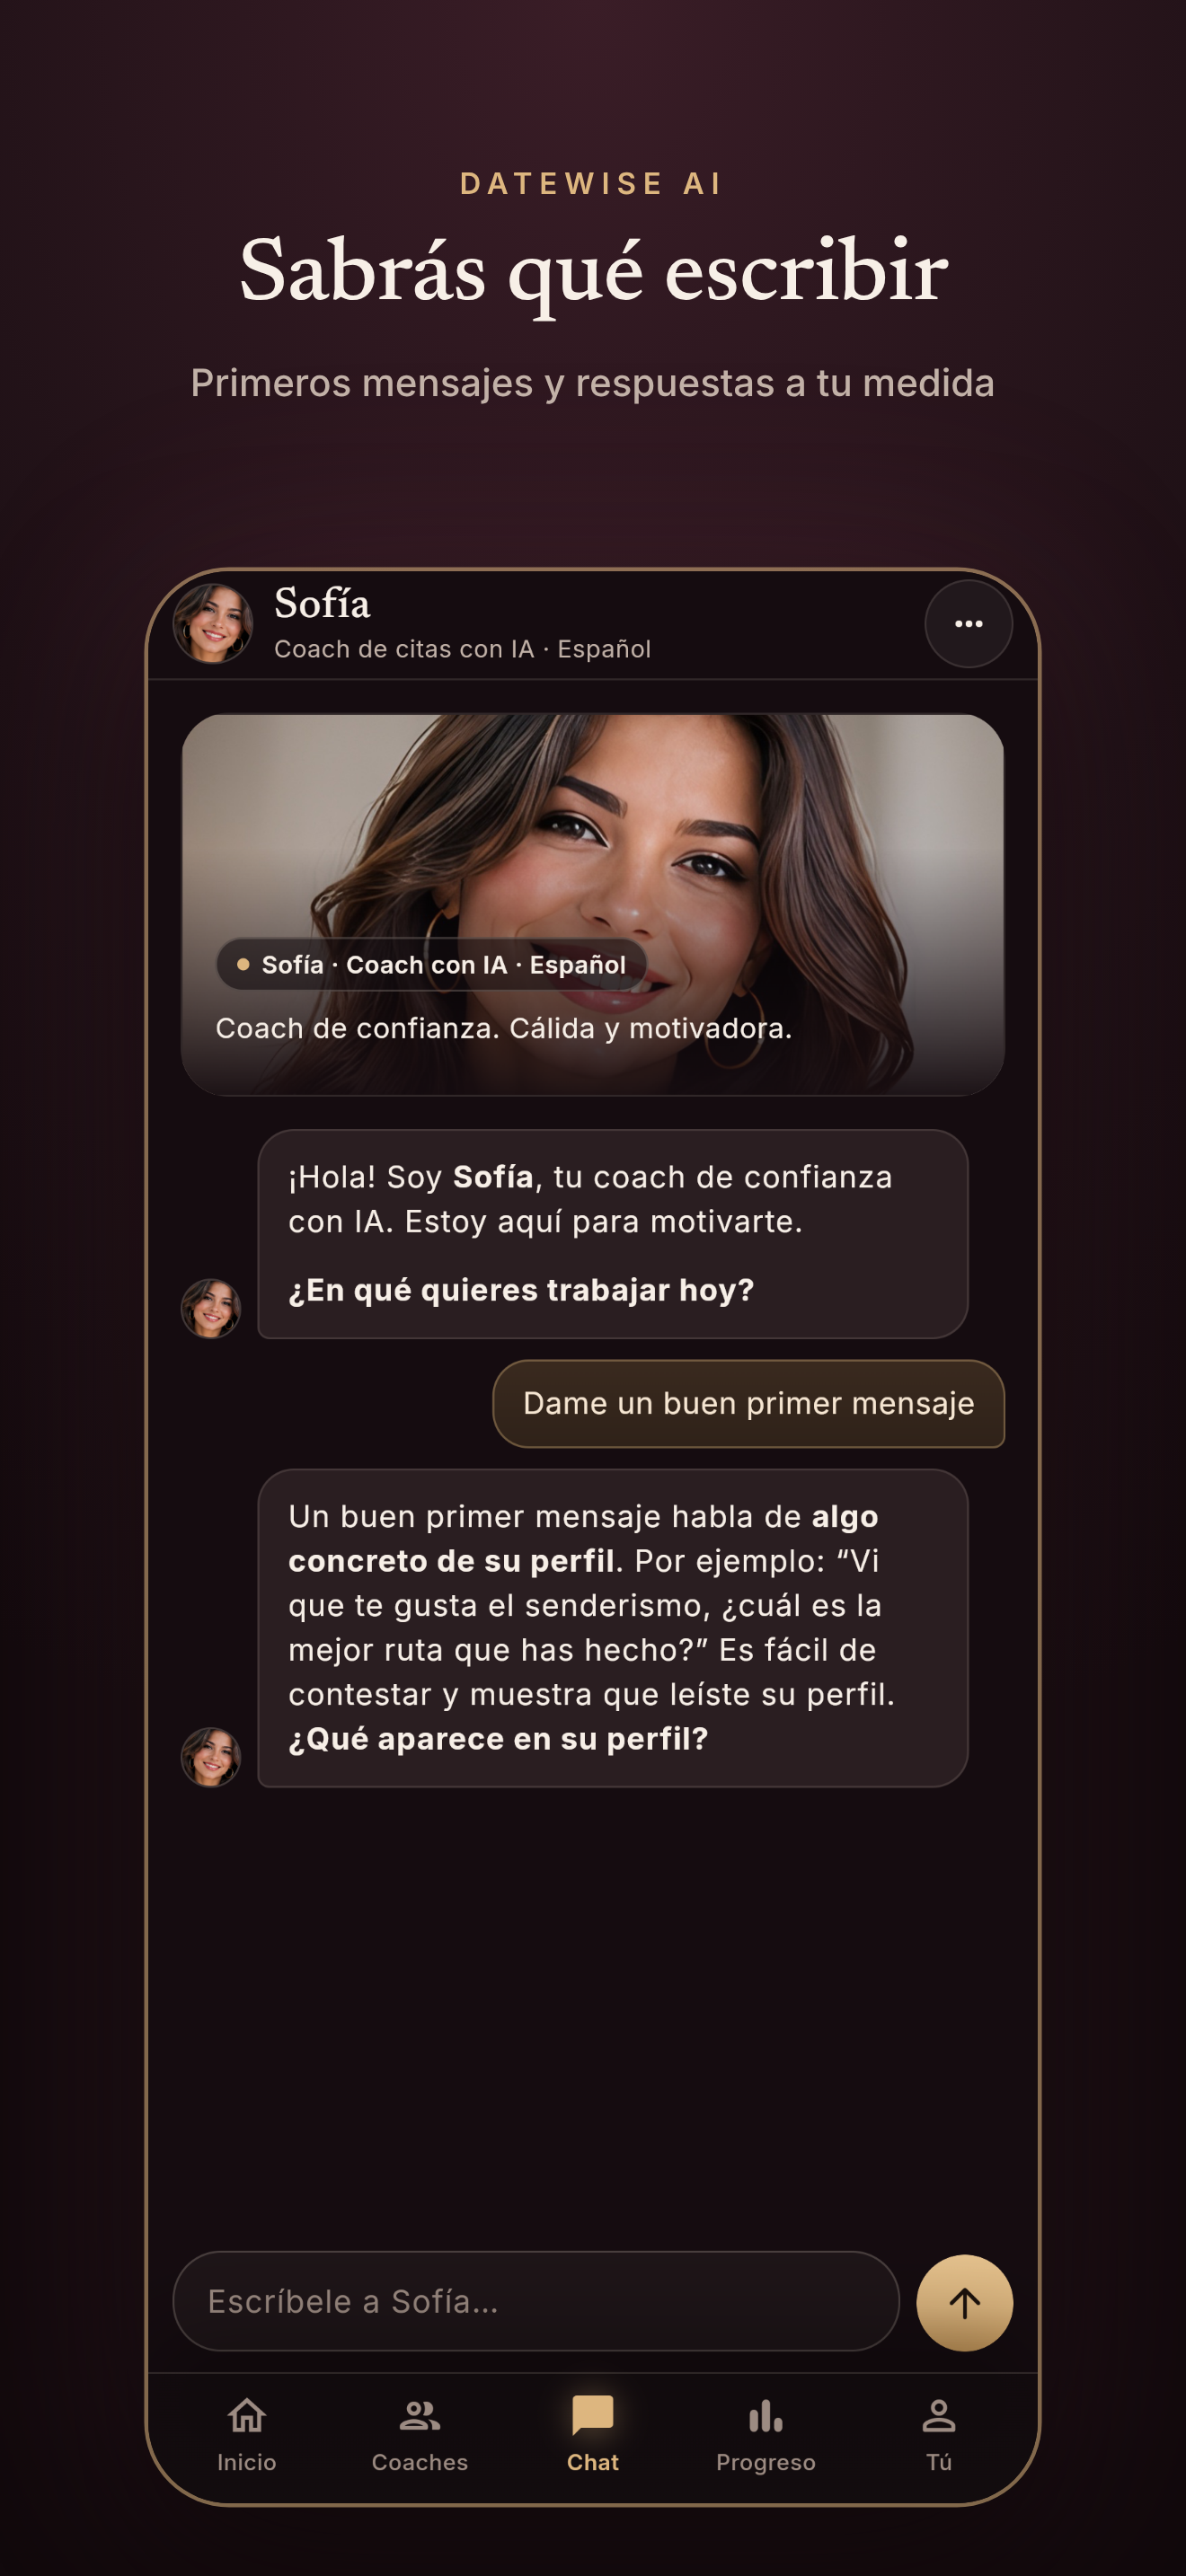 DATEWISE AI
Sabrás qué escribir
Primeros mensajes y respuestas a tu medida
Sofía
Coach de citas con IA · Español
Sofía · Coach con IA · Español
Coach de confianza. Cálida y motivadora.
¡Hola! Soy Sofía, tu coach de confianza
con IA. Estoy aquí para motivarte.
¿En qué quieres trabajar hoy?
Dame un buen primer mensaje
Un buen primer mensaje habla de algo
concreto de su perfil. Por ejemplo: “Vi
que te gusta el senderismo, ¿cuál es la
mejor ruta que has hecho?” Es fácil de
contestar y muestra que leíste su perfil.
¿Qué aparece en su perfil?
Escríbele a Sofía...
Inicio
Coaches
Chat
Progreso
Tú